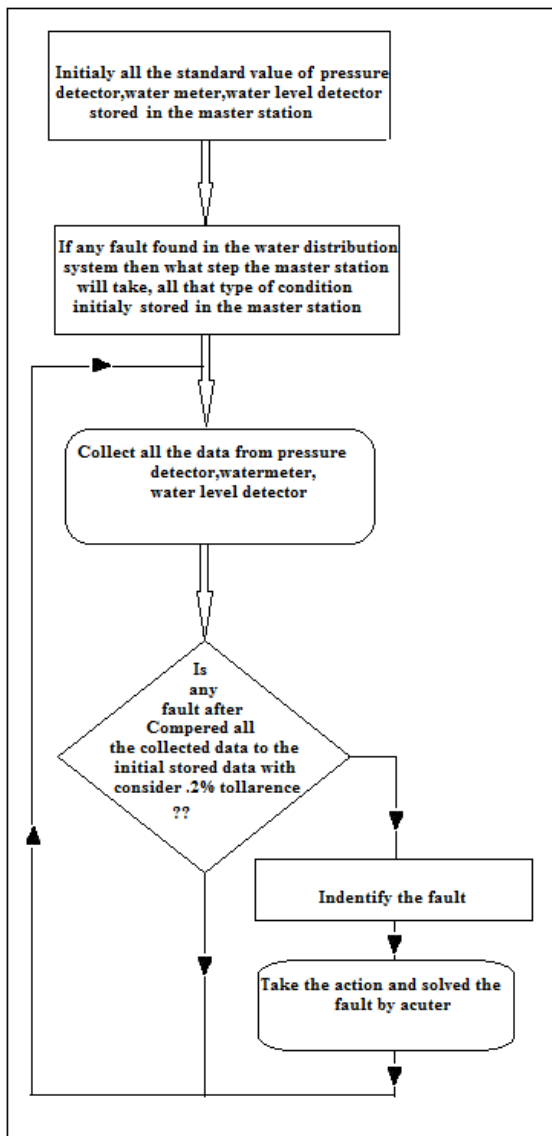 Initialy all the standard value of pressure
detector,water meter,water level detector
stored in the master station
If any fault found in the water distribution
system then what step the master station
will take, all that type of condition
initialy stored in the master station
Collect all the data from pressure
detector,watermeter,
water level detector
Is
any
fault after
Compered all
the collected data to the
initial stored data with
consider .2% tollarence
??
Indentify the fault
Take the action and solved the
fault by acuter